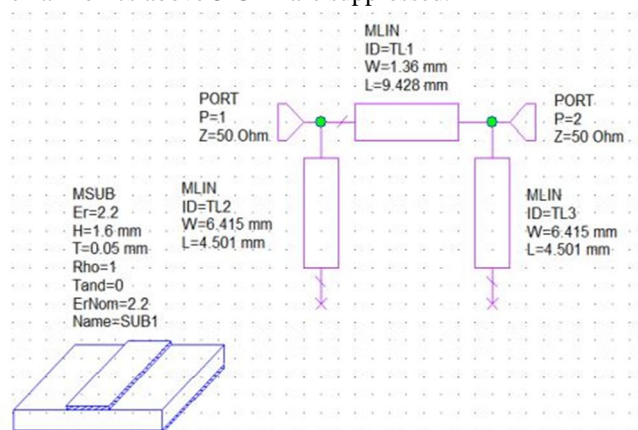 MLIN
ID=TL1
W=1.36 mm
L=9.428 mm
PORT
P=1
Z=50 Ohm
PORT
P=2
Z=50 Ohm
MSUB
Er=2.2
H=1.6 mm
T=0.05 mm
Rho=1
Tand=0
ErNom=2.2
Name=SUB1
MLIN
ID=TL2
W=6.415 mm
L=4.501 mm
MLIN
ID=TL3
W=6.415 mm
L=4.501 mm